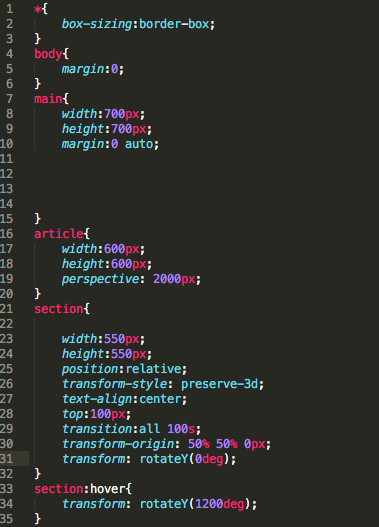 1 *{
2 box-sizing:border-box;
3 }
4 body{
5 margin:0;
6 }
7 main{
8 width:700px;
9 height:700px;
10 margin:0 auto;
11
12
13
14
15 }
16 article{
17 width:600px;
18 height:600px;
19 perspective: 2000px;
20 }
21 section{
22
23 width:550px;
24 height:550px;
25 position:relative;
26 transform-style: preserve-3d;
27 text-align:center;
28 top:100px;
29 transition:all 100s;
30 transform-origin: 50% 50% 0px;
31 transform: rotateY(0deg);
32 }
33 section:hover{
34 transform: rotateY(1200deg);
35 }